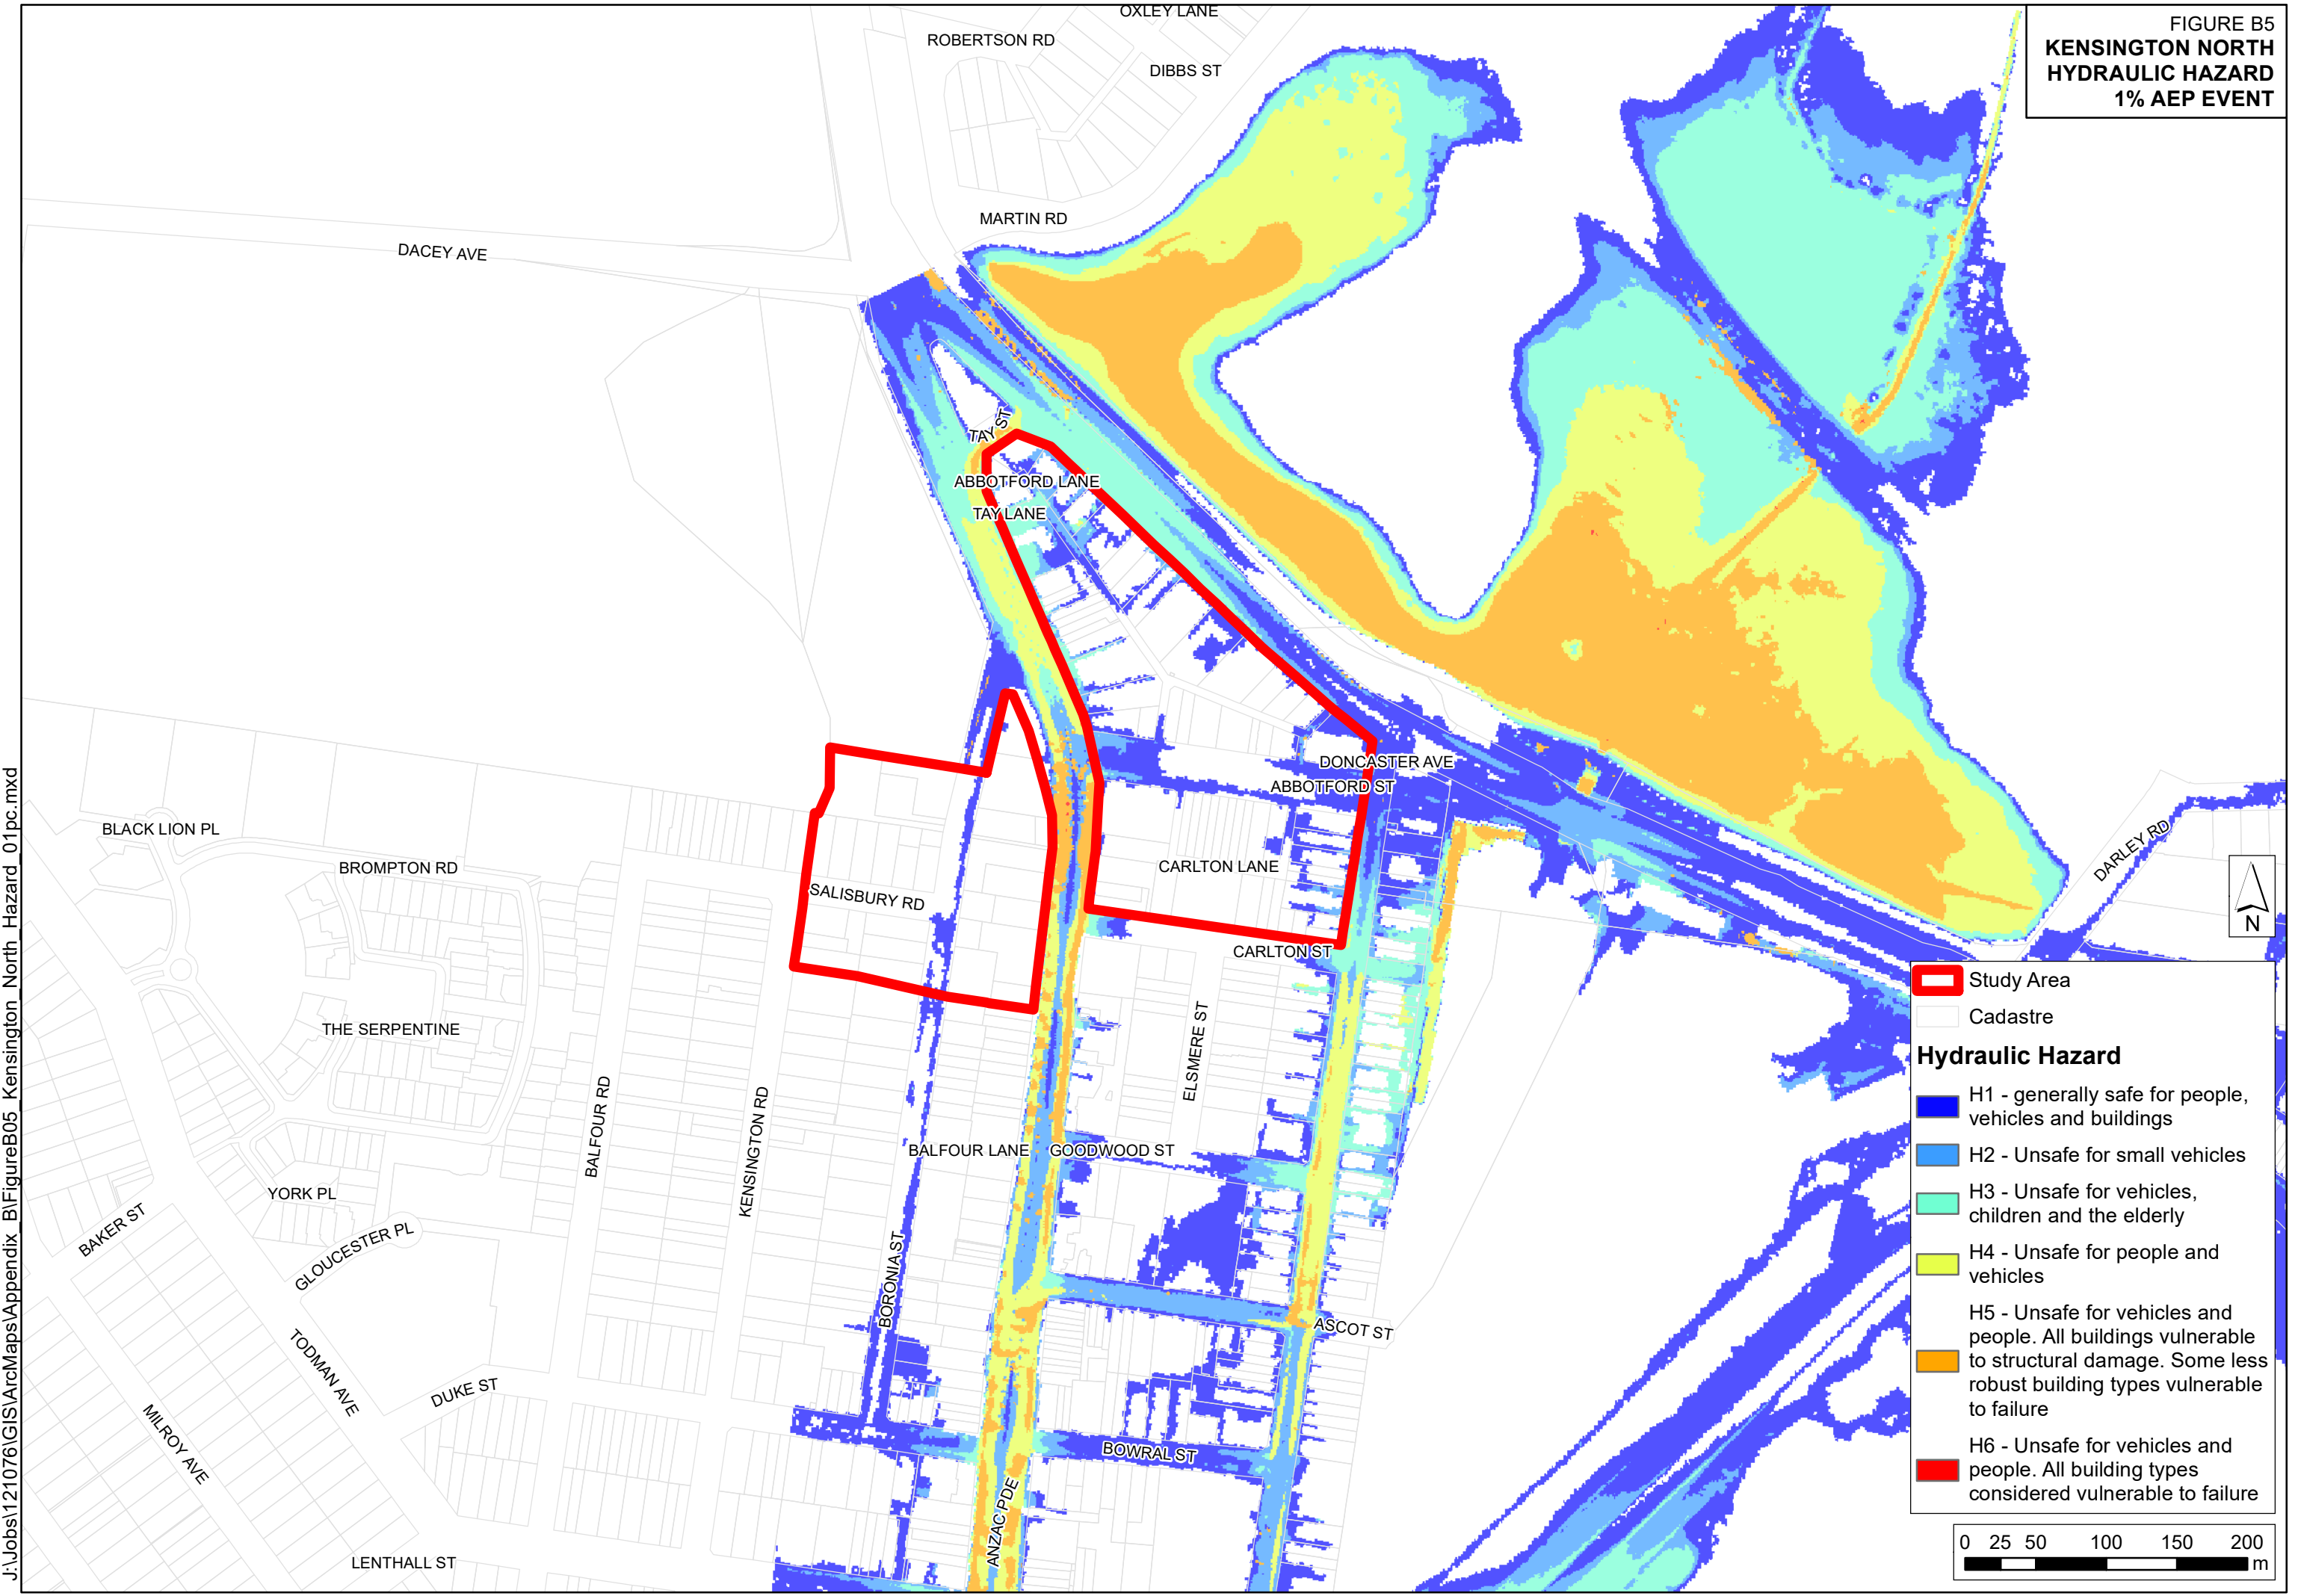 FIGURE B5
KENSINGTON NORTH
HYDRAULIC HAZARD
1% AEP EVENT
OXLEY LANE
ROBERTSON RD
DIBBS ST
MARTIN RD
DACEY AVE
TAY ST
ABBOTFORD LANE
TAY LANE
DONCASTER AVE
ABBOTFORD ST
BLACK LION PL
BROMPTON RD
CARLTON LANE
DARLEY RD
SALISBURY RD
CARLTON ST
THE SERPENTINE
ELSMERE ST
BALFOUR RD
KENSINGTON RD
BALFOUR LANE
GOODWOOD ST
YORK PL
BAKER ST
GLOUCESTER PL
BORONIA ST
ASCOT ST
TODMAN AVE
DUKE ST
MILROY AVE
BOWRAL ST
ANZAC PDE
LENTHALL ST
N
Study Area
Cadastre
Hydraulic Hazard
H1 - generally safe for people,
vehicles and buildings
H2 - Unsafe for small vehicles
H3 - Unsafe for vehicles,
children and the elderly
H4 - Unsafe for people and
vehicles
H5 - Unsafe for vehicles and
people. All buildings vulnerable
to structural damage. Some less
robust building types vulnerable
to failure
H6 - Unsafe for vehicles and
people. All building types
considered vulnerable to failure
0 25 50 100 150 200
m
J:\Jobs\121076\GIS\ArcMaps\Appendix_B\FigureB05_Kensington_North_Hazard_01pc.mxd